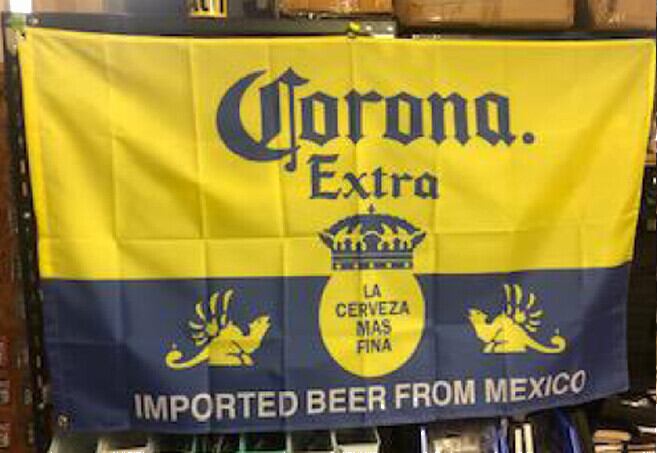 Corona.
Extra
LA
CERVEZA
MAS
FINA
IMPORTED BEER FROM MEXICO